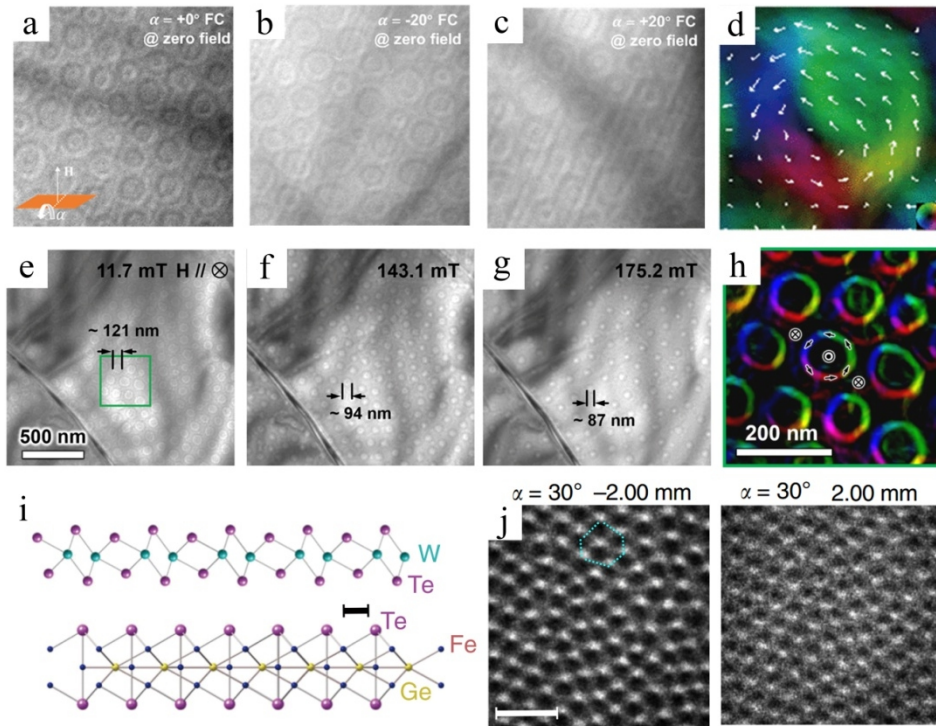 a
α = +0° FC
@ zero field
H
α
b
α = -20° FC
@ zero field
c
α = +20° FC
@ zero field
d
e
11.7 mT H // ⊗
~ 121 nm
500 nm
f
143.1 mT
~ 94 nm
g
175.2 mT
~ 87 nm
h
200 nm
i
W
Te
Te
Fe
Ge
j
α = 30° −2.00 mm
α = 30° 2.00 mm